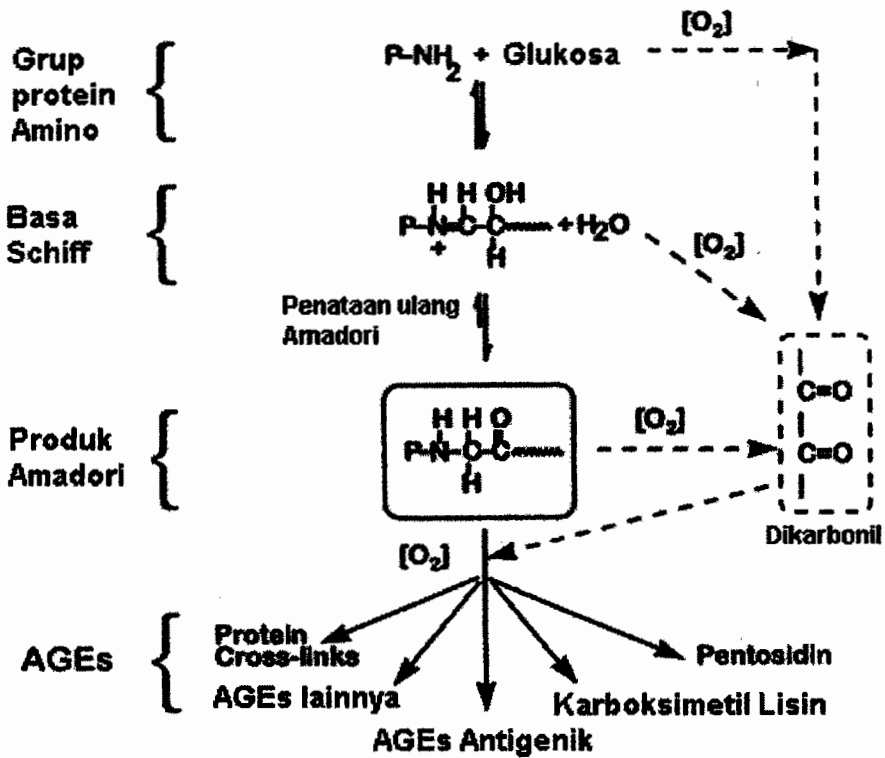 Grup
protein
Amino
P-NH2 + Glukosa
[O2]
Basa
Schiff
H H OH
P-N=C-C + H2O
+
H
[O2]
Penataan ulang
Amadori
C=O
C=O
Dikarbonil
Produk
Amadori
H H O
P-N-C-C
H
[O2]
[O2]
AGEs
Protein
Cross-links
AGEs lainnya
AGEs Antigenik
Karboksimetil Lisin
Pentosidin